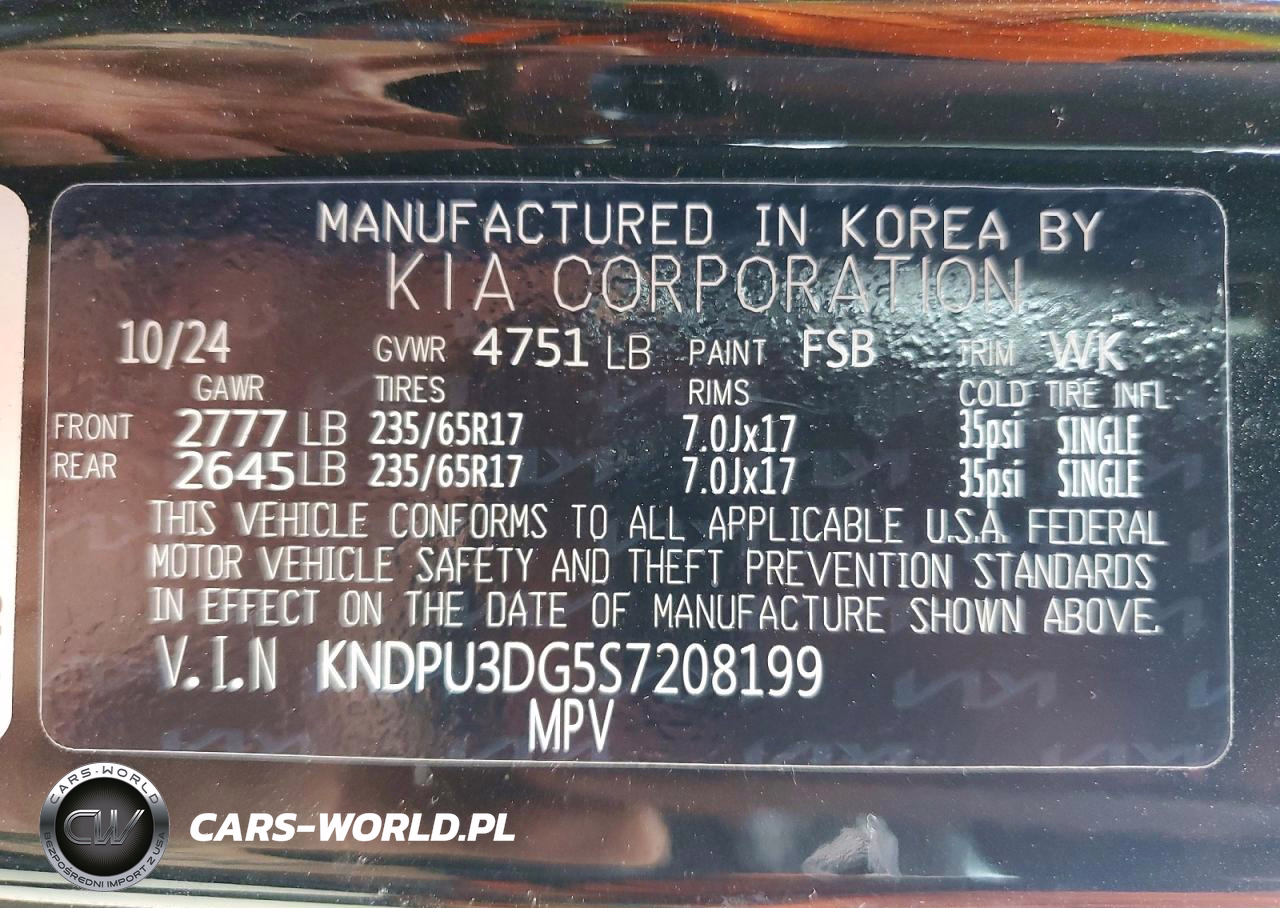 MANUFACTURED IN KOREA BY
KIA CORPORATION
10/24 GVWR 4751 LB PAINT FSB TRIM WK
GAWR TIRES RIMS COLD TIRE INFL
FRONT 2777 LB 235/65R17 7.0Jx17 35psi SINGLE
REAR 2645 LB 235/65R17 7.0Jx17 35psi SINGLE
THIS VEHICLE CONFORMS TO ALL APPLICABLE U.S.A. FEDERAL
MOTOR VEHICLE SAFETY AND THEFT PREVENTION STANDARDS
IN EFFECT ON THE DATE OF MANUFACTURE SHOWN ABOVE.
V.I.N KNDPU3DG5S7208199
MPV
CARS-WORLD
CW
BEZPOŚREDNI IMPORT Z USA
CARS-WORLD.PL